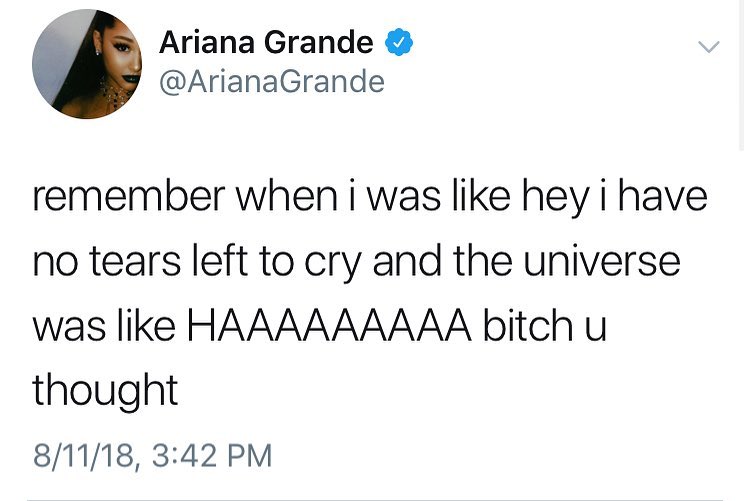 Ariana Grande
@ArianaGrande
remember when i was like hey i have
no tears left to cry and the universe
was like HAAAAAAAAA bitch u
thought
8/11/18, 3:42 PM